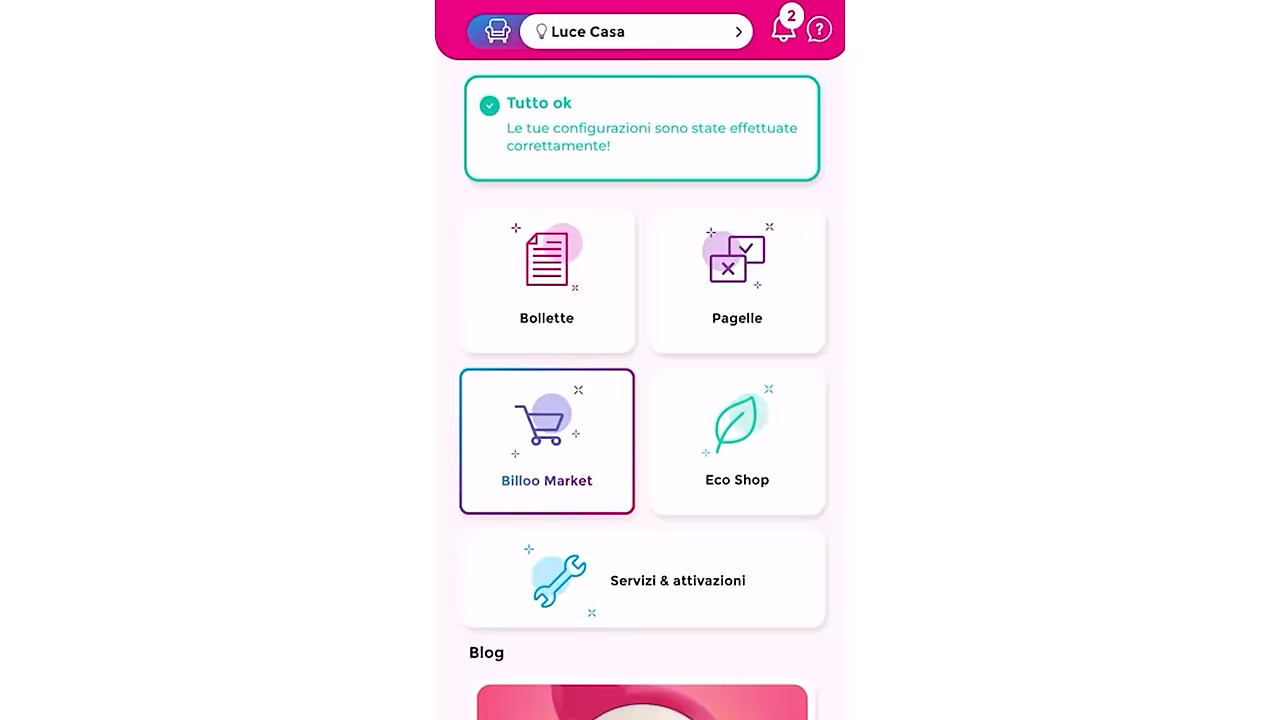 Luce Casa
2
?
Tutto ok
Le tue configurazioni sono state effettuate
correttamente!
Bollette
Pagelle
Billoo Market
Eco Shop
Servizi & attivazioni
Blog